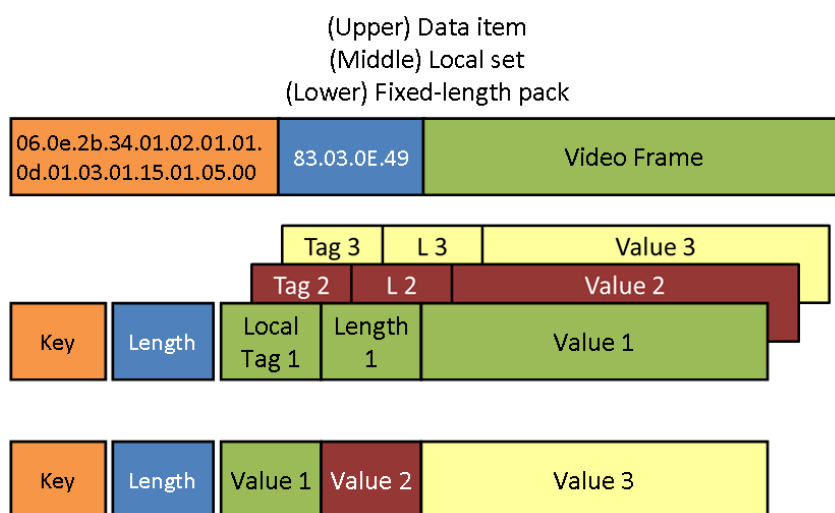 (Upper) Data item
(Middle) Local set
(Lower) Fixed-length pack
06.0e.2b.34.01.02.01.01.
0d.01.03.01.15.01.05.00
83.03.0E.49
Video Frame
Tag 3
L 3
Value 3
Tag 2
L 2
Value 2
Key
Length
Local
Tag 1
Length
1
Value 1
Key
Length
Value 1
Value 2
Value 3